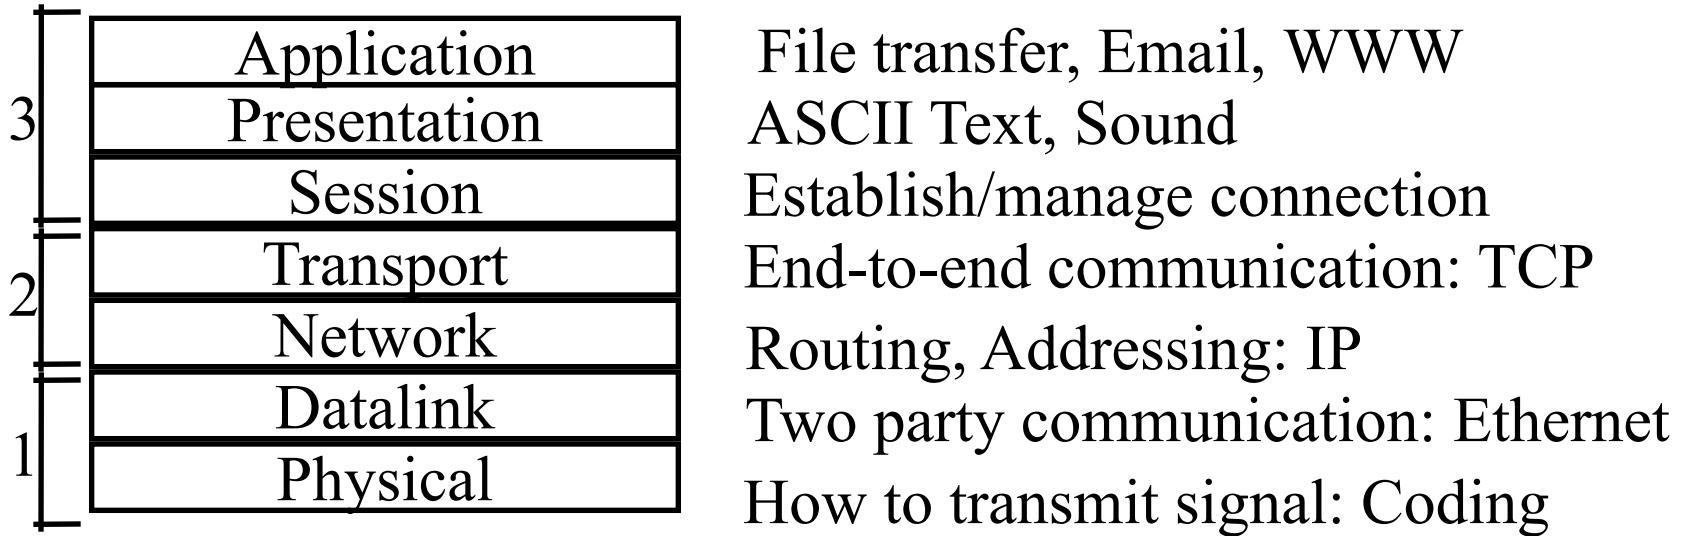 Application File transfer, Email, WWW
3 Presentation ASCII Text, Sound
Session Establish/manage connection
Transport End-to-end communication: TCP
2
Network Routing, Addressing: IP
Datalink Two party communication: Ethernet
1
Physical How to transmit signal: Coding